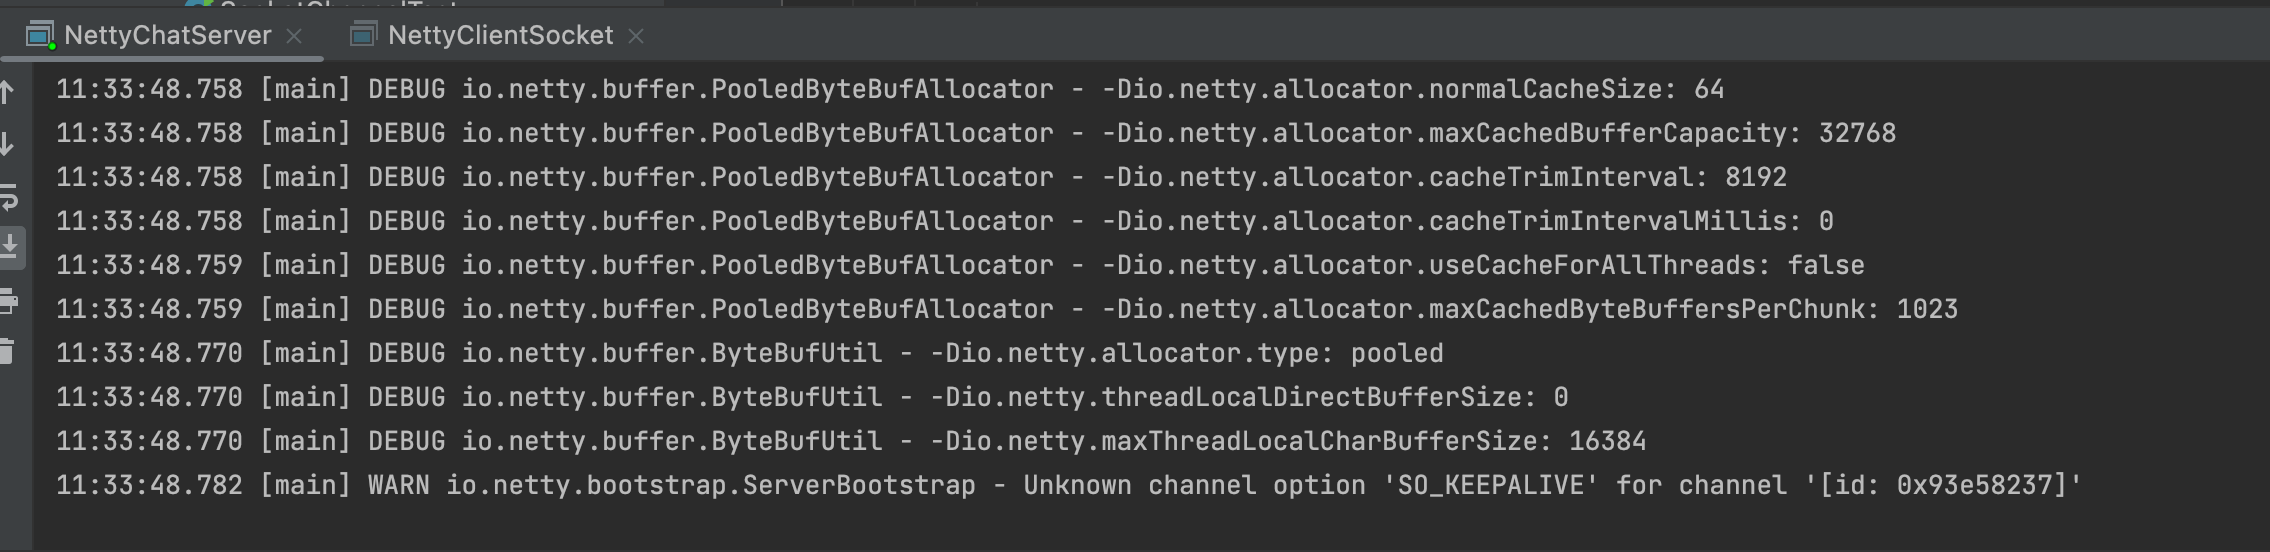 NettyChatServer × NettyClientSocket ×
11:33:48.758 [main] DEBUG io.netty.buffer.PooledByteBufAllocator - -Dio.netty.allocator.normalCacheSize: 64
11:33:48.758 [main] DEBUG io.netty.buffer.PooledByteBufAllocator - -Dio.netty.allocator.maxCachedBufferCapacity: 32768
11:33:48.758 [main] DEBUG io.netty.buffer.PooledByteBufAllocator - -Dio.netty.allocator.cacheTrimInterval: 8192
11:33:48.758 [main] DEBUG io.netty.buffer.PooledByteBufAllocator - -Dio.netty.allocator.cacheTrimIntervalMillis: 0
11:33:48.759 [main] DEBUG io.netty.buffer.PooledByteBufAllocator - -Dio.netty.allocator.useCacheForAllThreads: false
11:33:48.759 [main] DEBUG io.netty.buffer.PooledByteBufAllocator - -Dio.netty.allocator.maxCachedByteBuffersPerChunk: 1023
11:33:48.770 [main] DEBUG io.netty.buffer.ByteBufUtil - -Dio.netty.allocator.type: pooled
11:33:48.770 [main] DEBUG io.netty.buffer.ByteBufUtil - -Dio.netty.threadLocalDirectBufferSize: 0
11:33:48.770 [main] DEBUG io.netty.buffer.ByteBufUtil - -Dio.netty.maxThreadLocalCharBufferSize: 16384
11:33:48.782 [main] WARN io.netty.bootstrap.ServerBootstrap - Unknown channel option 'SO_KEEPALIVE' for channel '[id: 0x93e58237]'